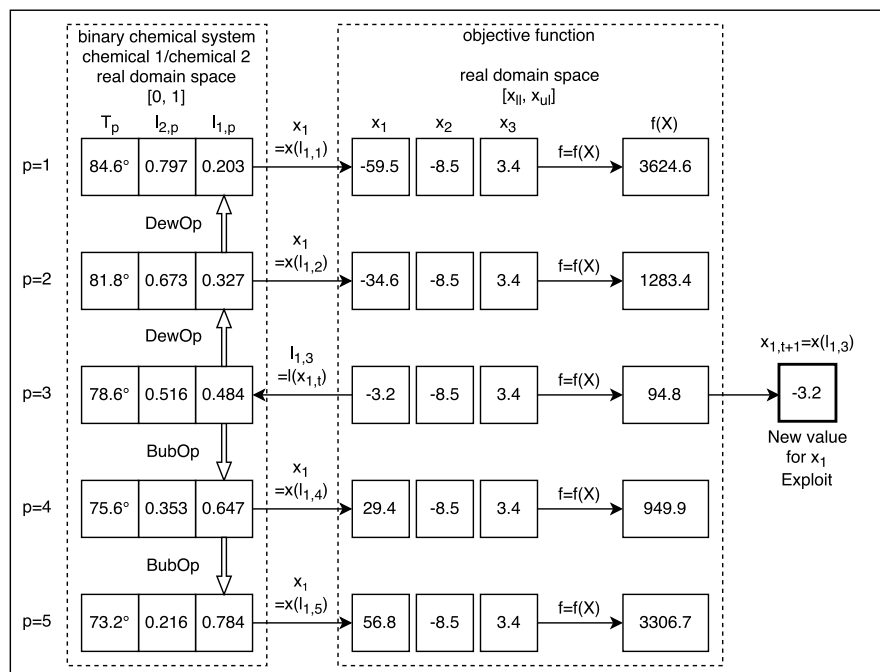 binary chemical system
chemical 1/chemical 2
real domain space
[0, 1]
objective function
real domain space
[x_ll, x_ul]
T_p I_2,p I_1,p
x_1 x_2 x_3 f(X)
p=1 84.6° 0.797 0.203
x_1
=x(I_1,1)
-59.5 -8.5 3.4 f=f(X) 3624.6
DewOp
p=2 81.8° 0.673 0.327
x_1
=x(I_1,2)
-34.6 -8.5 3.4 f=f(X) 1283.4
DewOp
p=3 78.6° 0.516 0.484
I_1,3
=I(x_1,t)
-3.2 -8.5 3.4 f=f(X) 94.8
x_1,t+1=x(I_1,3)
-3.2
New value
for x_1
Exploit
BubOp
p=4 75.6° 0.353 0.647
x_1
=x(I_1,4)
29.4 -8.5 3.4 f=f(X) 949.9
BubOp
p=5 73.2° 0.216 0.784
x_1
=x(I_1,5)
56.8 -8.5 3.4 f=f(X) 3306.7